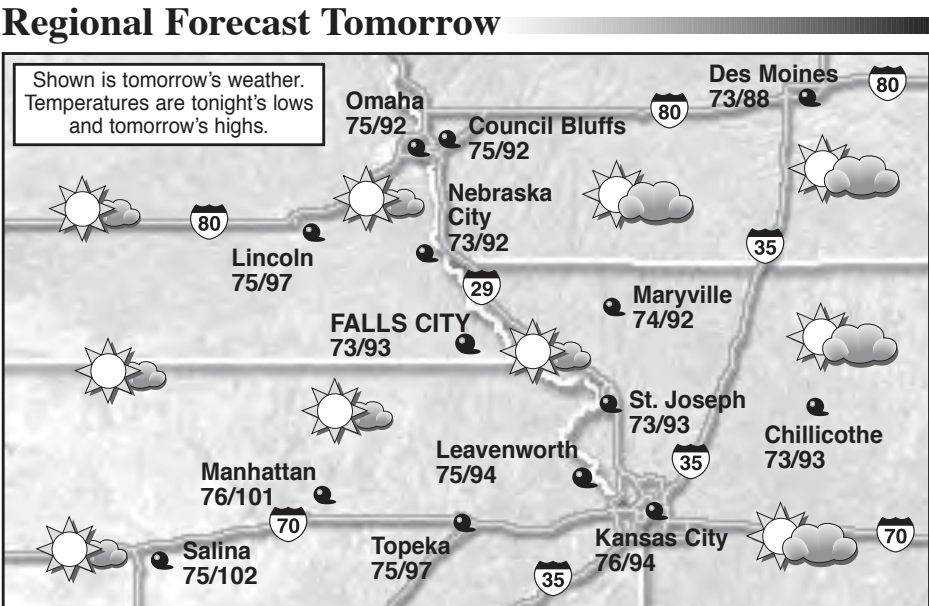 Regional Forecast Tomorrow
Shown is tomorrow's weather.
Temperatures are tonight's lows
and tomorrow's highs.
Des Moines
73/88
80
80
Omaha
75/92
Council Bluffs
75/92
Nebraska
City
73/92
80
Lincoln
75/97
35
29
Maryville
74/92
FALLS CITY
73/93
St. Joseph
73/93
Chillicothe
73/93
Leavenworth
75/94
35
Manhattan
76/101
70
Topeka
75/97
Kansas City
76/94
70
Salina
75/102
35